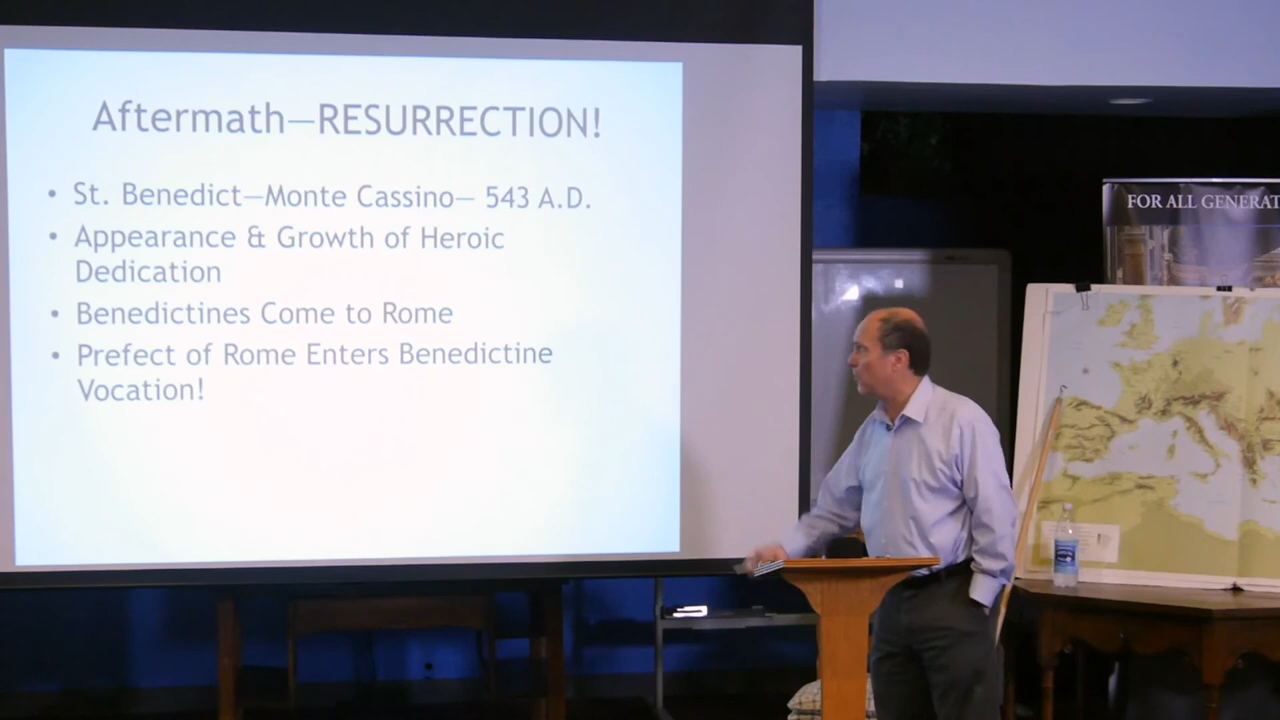 Aftermath—RESURRECTION!
• St. Benedict—Monte Cassino— 543 A.D.
• Appearance & Growth of Heroic
Dedication
• Benedictines Come to Rome
• Prefect of Rome Enters Benedictine
Vocation!
FOR ALL GENERAT